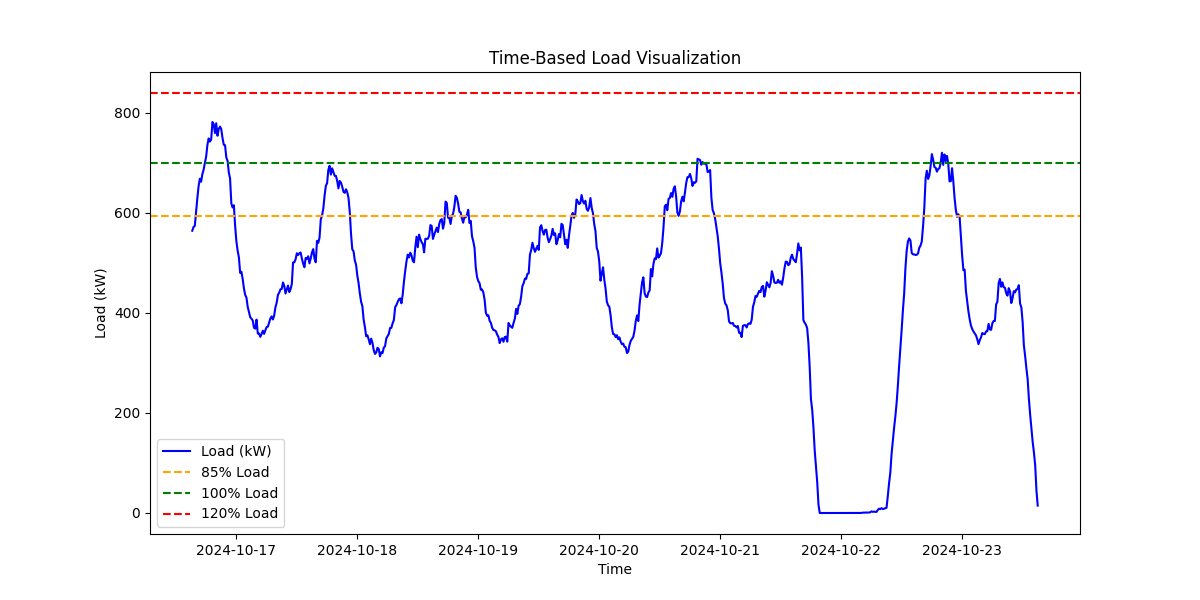 Time-Based Load Visualization
800
600
400
200
0
Load (kW)
Load (kW)
85% Load
100% Load
120% Load
2024-10-17
2024-10-18
2024-10-19
2024-10-20
2024-10-21
2024-10-22
2024-10-23
Time